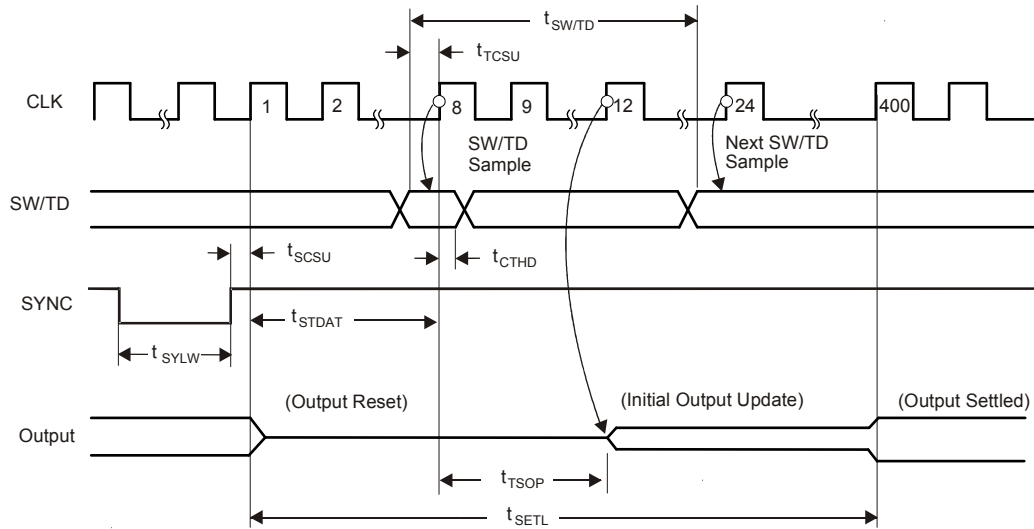 tSW/TD
tTCSU
CLK
1
2
8
9
12
24
400
SW/TD
Sample
Next SW/TD
Sample
SW/TD
tSCSU
tCTHD
SYNC
tSTDAT
tSYLW
(Output Reset)
(Initial Output Update)
(Output Settled)
Output
tTSOP
tSETL